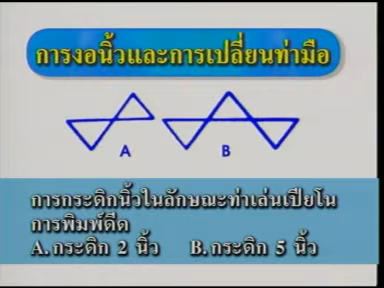 การงอนิ้วและการเปลี่ยนท่ามือ
A B
การกระดิกนิ้วในลักษณะท่าเล่นเปียโน
การพิมพ์ดีด
A. กระดิก 2 นิ้ว B. กระดิก 5 นิ้ว